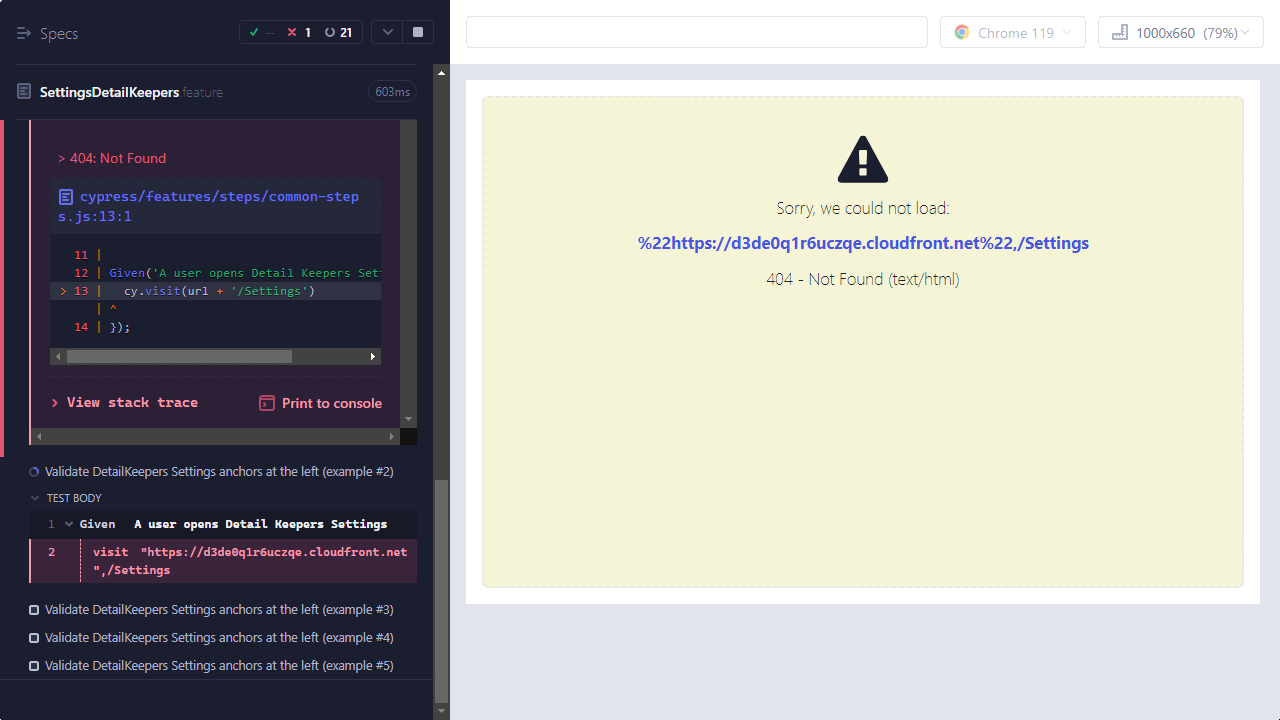 Specs
-- 1 21
Chrome 119
1000x660 (79%)
SettingsDetailKeepers feature
603ms
> 404: Not Found
cypress/features/steps/common-step
s.js:13:1
11 |
12 | Given('A user opens Detail Keepers Set
> 13 | cy.visit(url + '/Settings')
| ^
14 | });
View stack trace
Print to console
Validate DetailKeepers Settings anchors at the left (example #2)
TEST BODY
1 Given A user opens Detail Keepers Settings
2 visit "https://d3de0q1r6uczqe.cloudfront.net
",/Settings
Validate DetailKeepers Settings anchors at the left (example #3)
Validate DetailKeepers Settings anchors at the left (example #4)
Validate DetailKeepers Settings anchors at the left (example #5)
Sorry, we could not load:
%22https://d3de0q1r6uczqe.cloudfront.net%22,/Settings
404 - Not Found (text/html)